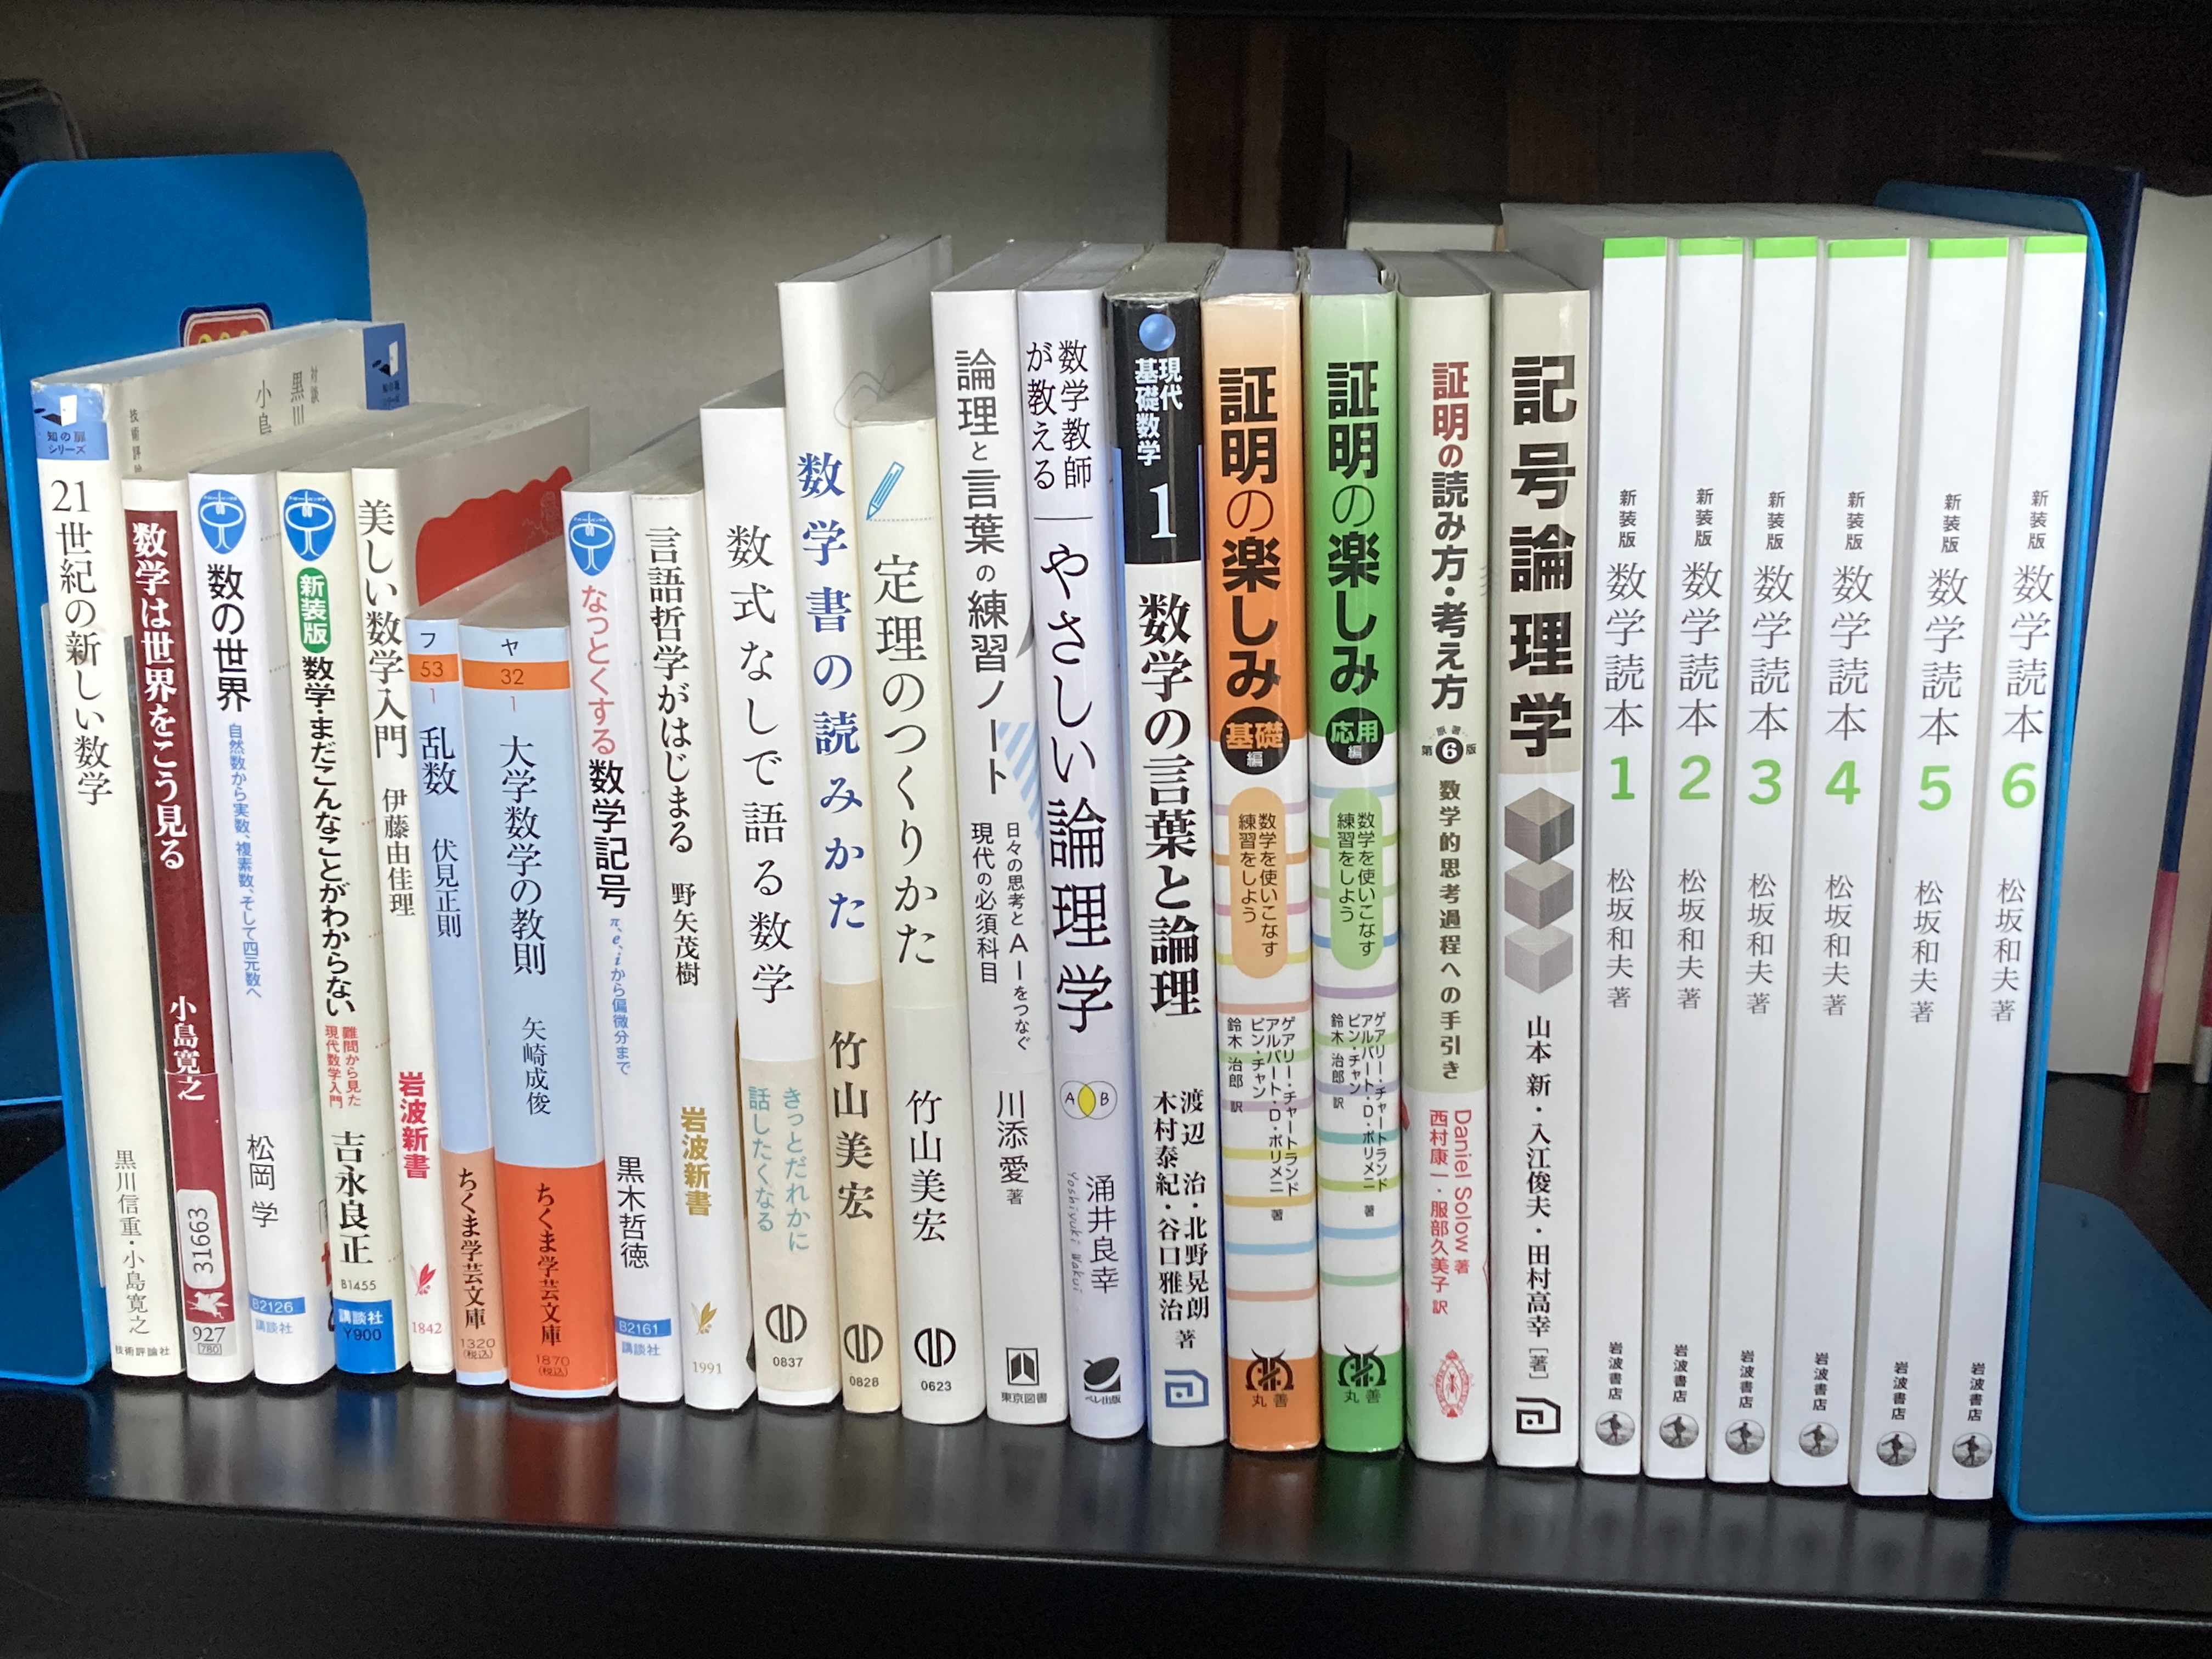 知の扉
シリーズ
21世紀の新しい数学
黒川信重・小島寛之
技術評論社
対談
黒川
小島
技術評論
知の扉
シリーズ
数学は世界をこう見る
小島寛之
31663
927
780
数の世界
自然数から実数、複素数、そして四元数へ
松岡 学
B2126
講談社
新装版
数学・まだこんなことがわからない
難問から見た
現代数学入門
吉永良正
B1455
講談社
Y900
美しい数学入門
伊藤由佳理
岩波新書
1842
フ
53
1
乱数
伏見正則
ちくま学芸文庫
1320
(税込)
ヤ
32
1
大学数学の教則
矢崎成俊
ちくま学芸文庫
1870
(税込)
なっとくする数学記号
π、e、iから偏微分まで
黒木哲徳
B2161
講談社
言語哲学がはじまる
野矢茂樹
岩波新書
1991
数式なしで語る数学
きっとだれかに
話したくなる
0837
数学書の読みかた
竹山美宏
0828
定理のつくりかた
竹山美宏
0623
論理と言葉の練習ノート
日々の思考とAIをつなぐ
現代の必須科目
川添愛 著
東京図書
数学教師
が教える
やさしい論理学
A B
涌井良幸
Yoshiyuki Wakui
ベレ出版
現代
基礎数学
1
数学の言葉と論理
渡辺 治・北野晃朗
木村泰紀・谷口雅治
著
証明の楽しみ
基礎編
数学を使いこなす
練習をしよう
ゲアリー・チャートランド
アルバート・D・ポリメニ
ピン・チャン
著
鈴木 治郎 訳
丸善
証明の楽しみ
応用編
数学を使いこなす
練習をしよう
ゲアリー・チャートランド
アルバート・D・ポリメニ
ピン・チャン
著
鈴木 治郎 訳
丸善
証明の読み方・考え方
原著
第6版
数学的思考過程への手引き
Daniel Solow 著
西村康一・服部久美子 訳
記号論理学
山本 新・入江俊夫・田村高幸 [著]
新装版
数学読本
1
松坂和夫 著
岩波書店
新装版
数学読本
2
松坂和夫 著
岩波書店
新装版
数学読本
3
松坂和夫 著
岩波書店
新装版
数学読本
4
松坂和夫 著
岩波書店
新装版
数学読本
5
松坂和夫 著
岩波書店
新装版
数学読本
6
松坂和夫 著
岩波書店